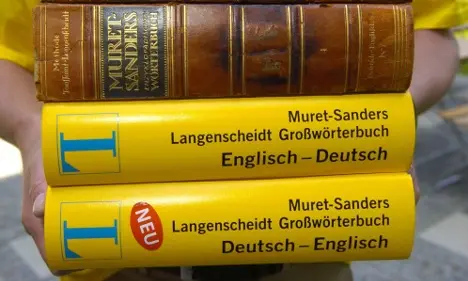 MURET-
SANDERS
WÖRTERBUCH
T
Muret-Sanders
Langenscheidt Großwörterbuch
Englisch – Deutsch
T
NEU
Muret-Sanders
Langenscheidt Großwörterbuch
Deutsch – Englisch